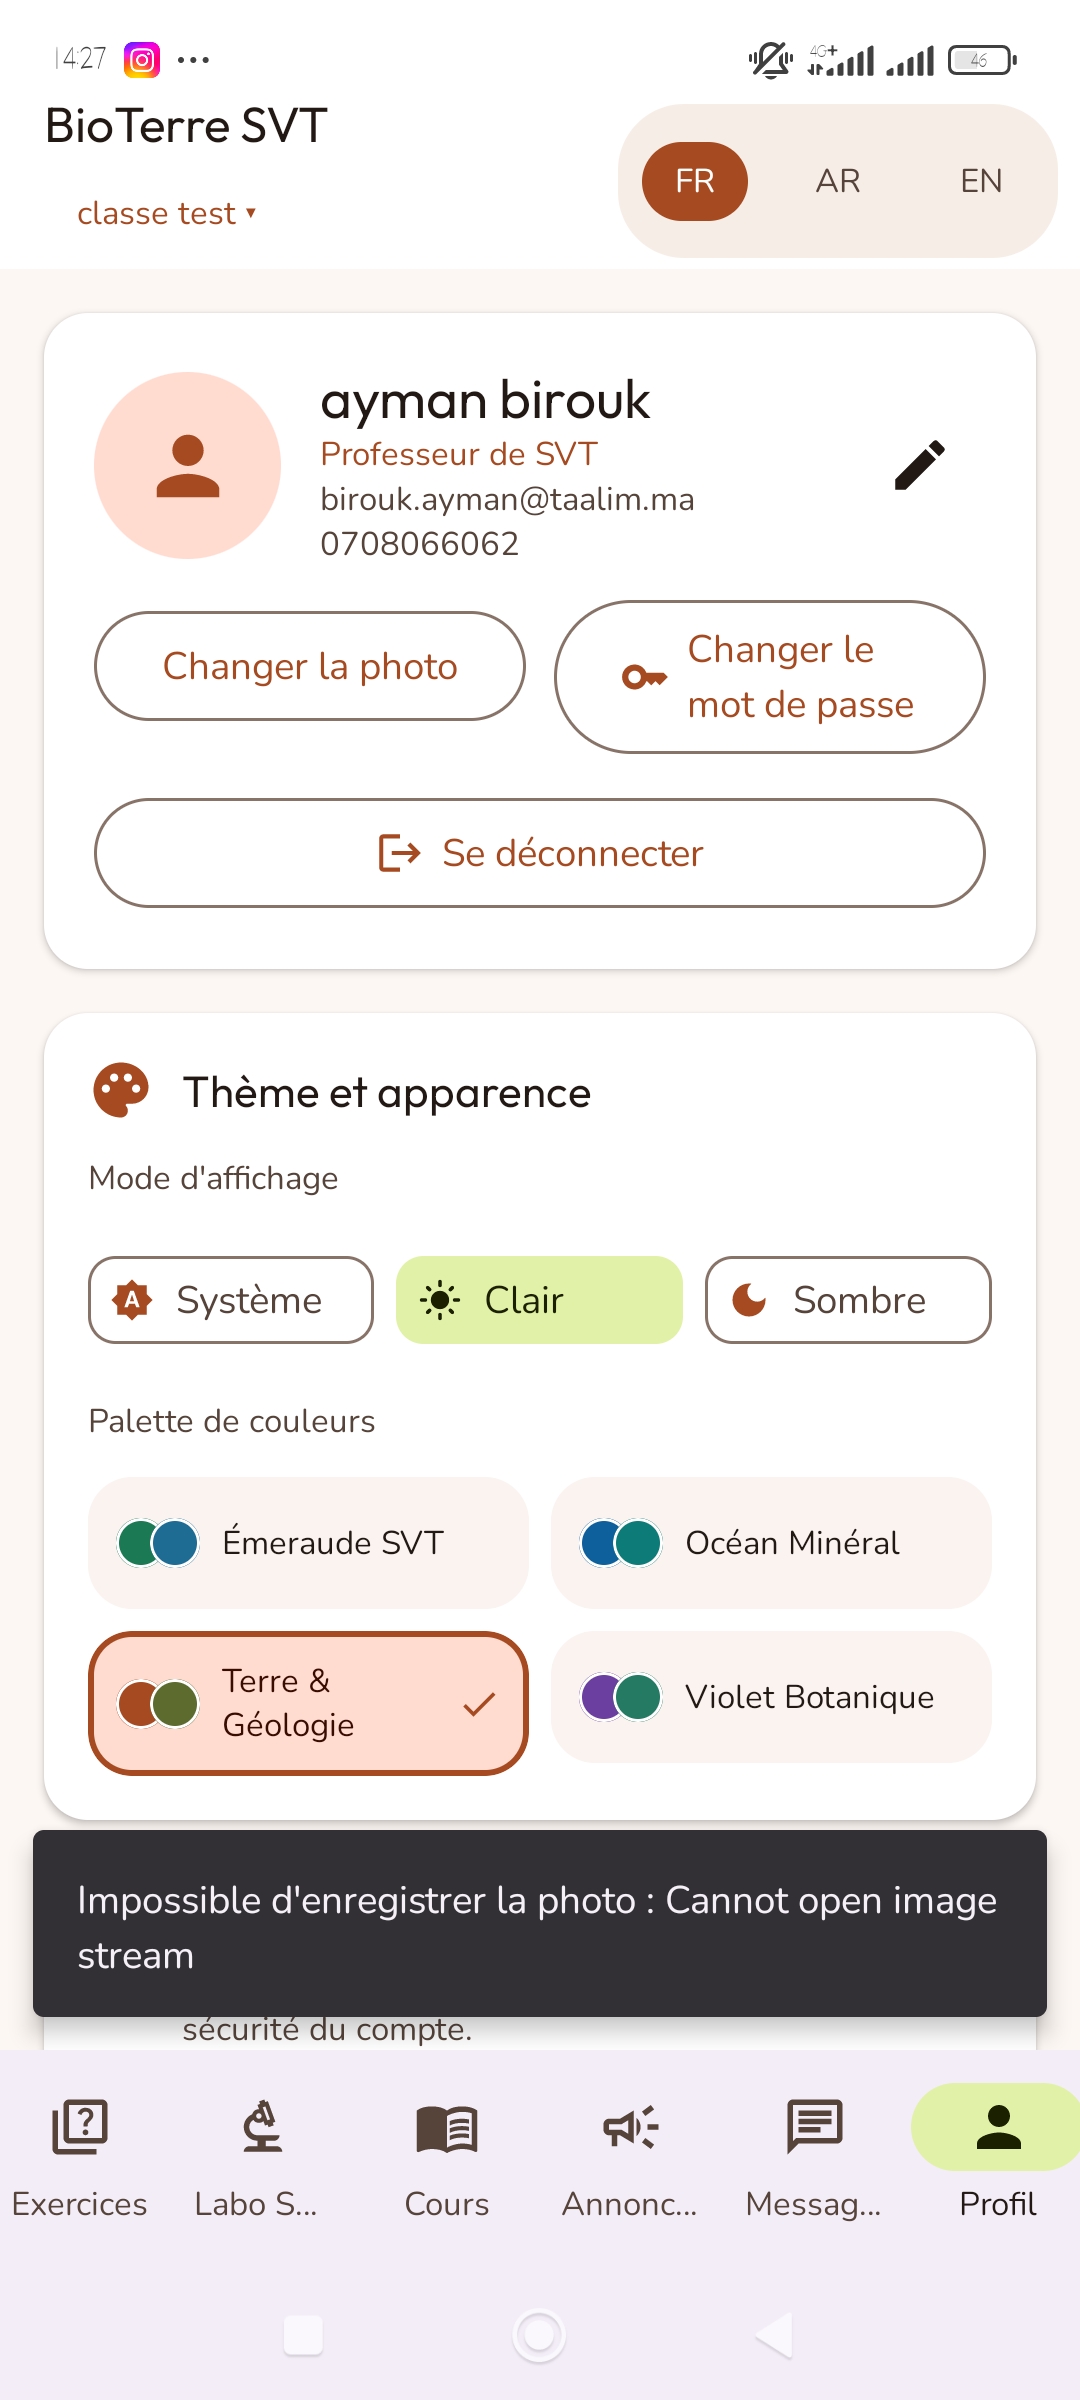 14:27
4G+
46
BioTerre SVT
FR
AR
EN
classe test ▾
ayman birouk
Professeur de SVT
birouk.ayman@taalim.ma
0708066062
Changer la photo
Changer le
mot de passe
Se déconnecter
Thème et apparence
Mode d'affichage
A
Système
Clair
Sombre
Palette de couleurs
Émeraude SVT
Océan Minéral
Terre &
Géologie
Violet Botanique
Impossible d'enregistrer la photo : Cannot open image
stream
sécurité du compte.
Exercices
Labo S...
Cours
Annonc...
Messag...
Profil